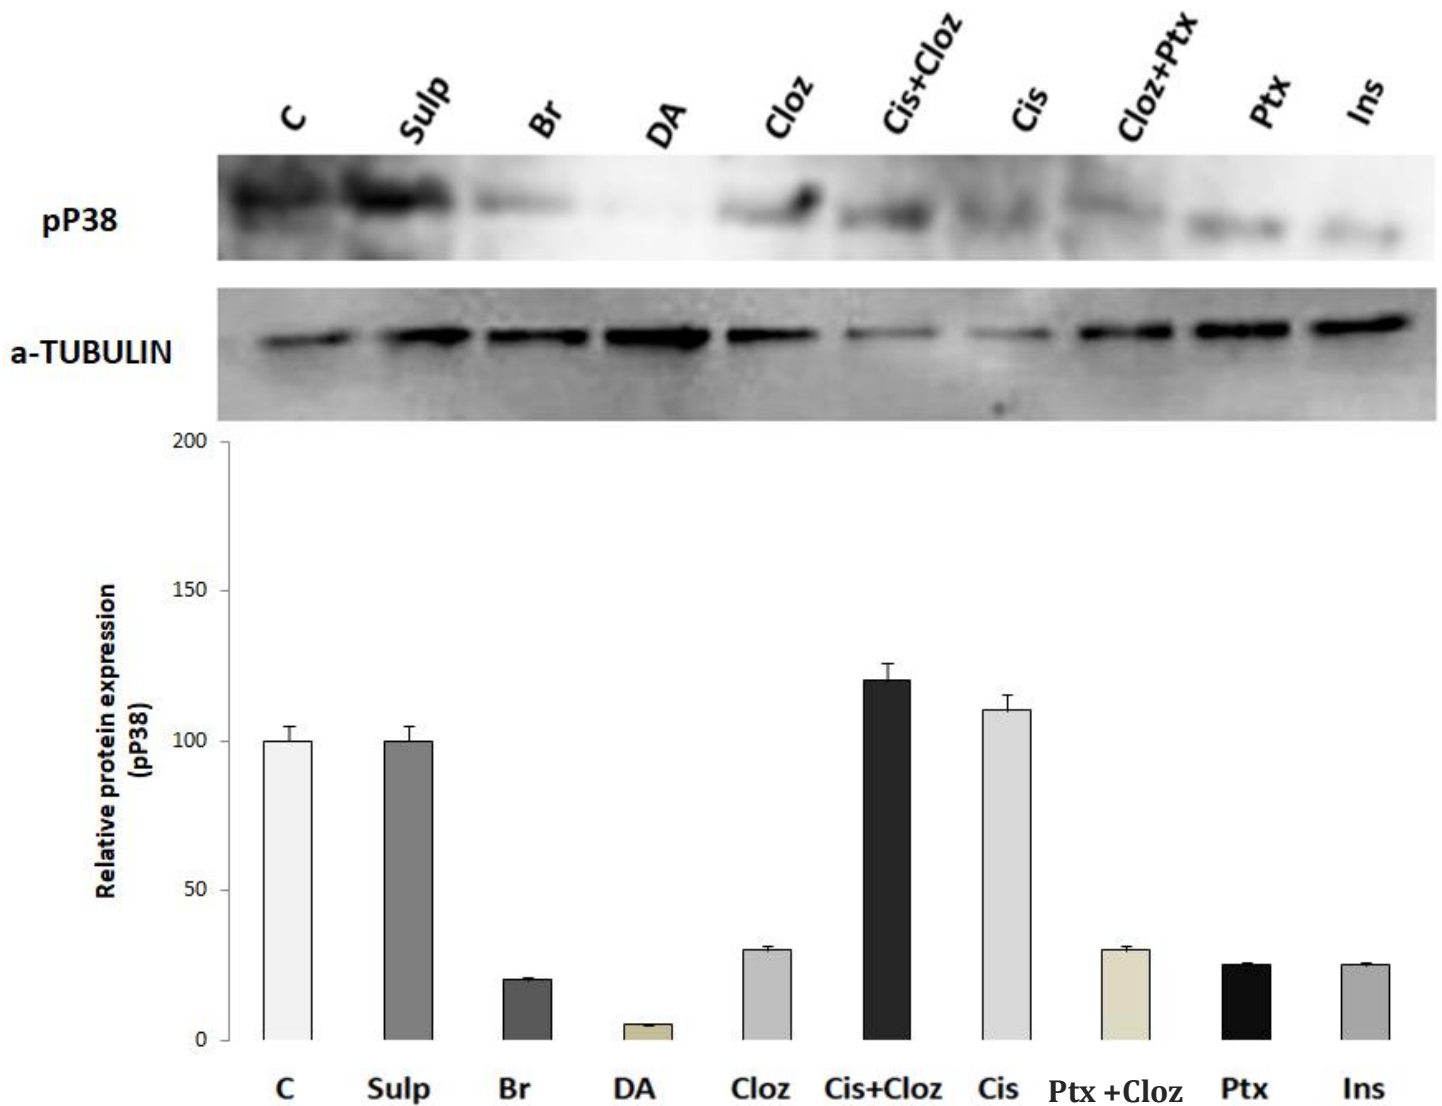 C Sulp Br DA Cloz Cis+Cloz Cis Cloz+Ptx Ptx Ins
pP38
a-TUBULIN
200
150
100
50
0
Relative protein expression
(pP38)
C Sulp Br DA Cloz Cis+Cloz Cis Ptx +Cloz Ptx Ins